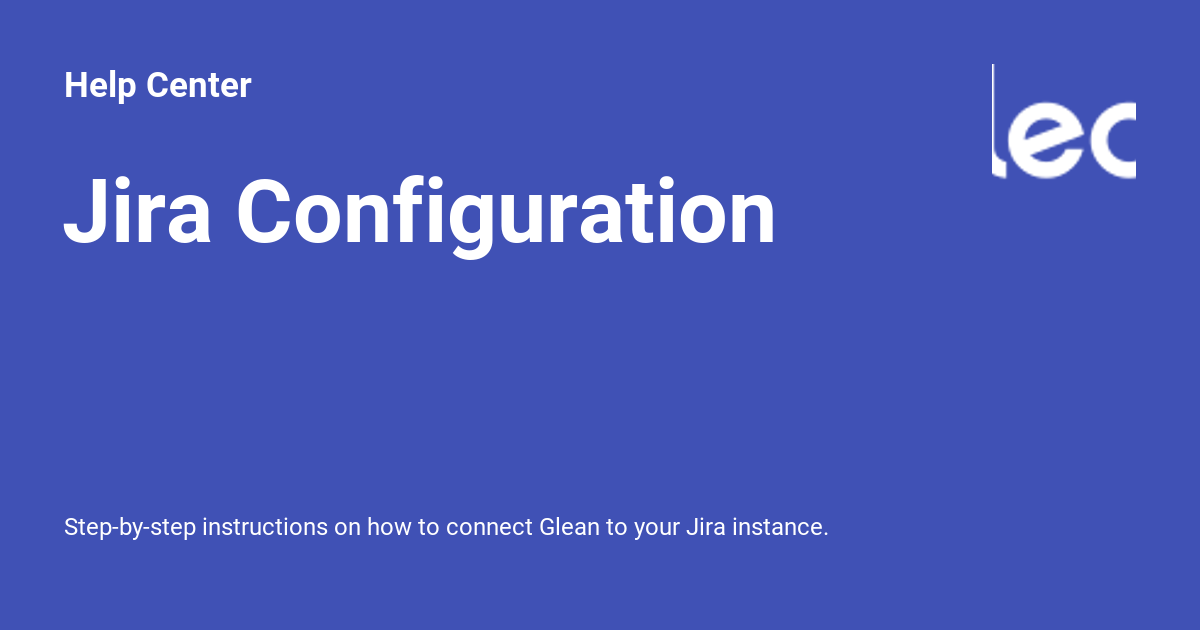 Help Center
lec
Jira Configuration
Step-by-step instructions on how to connect Glean to your Jira instance.